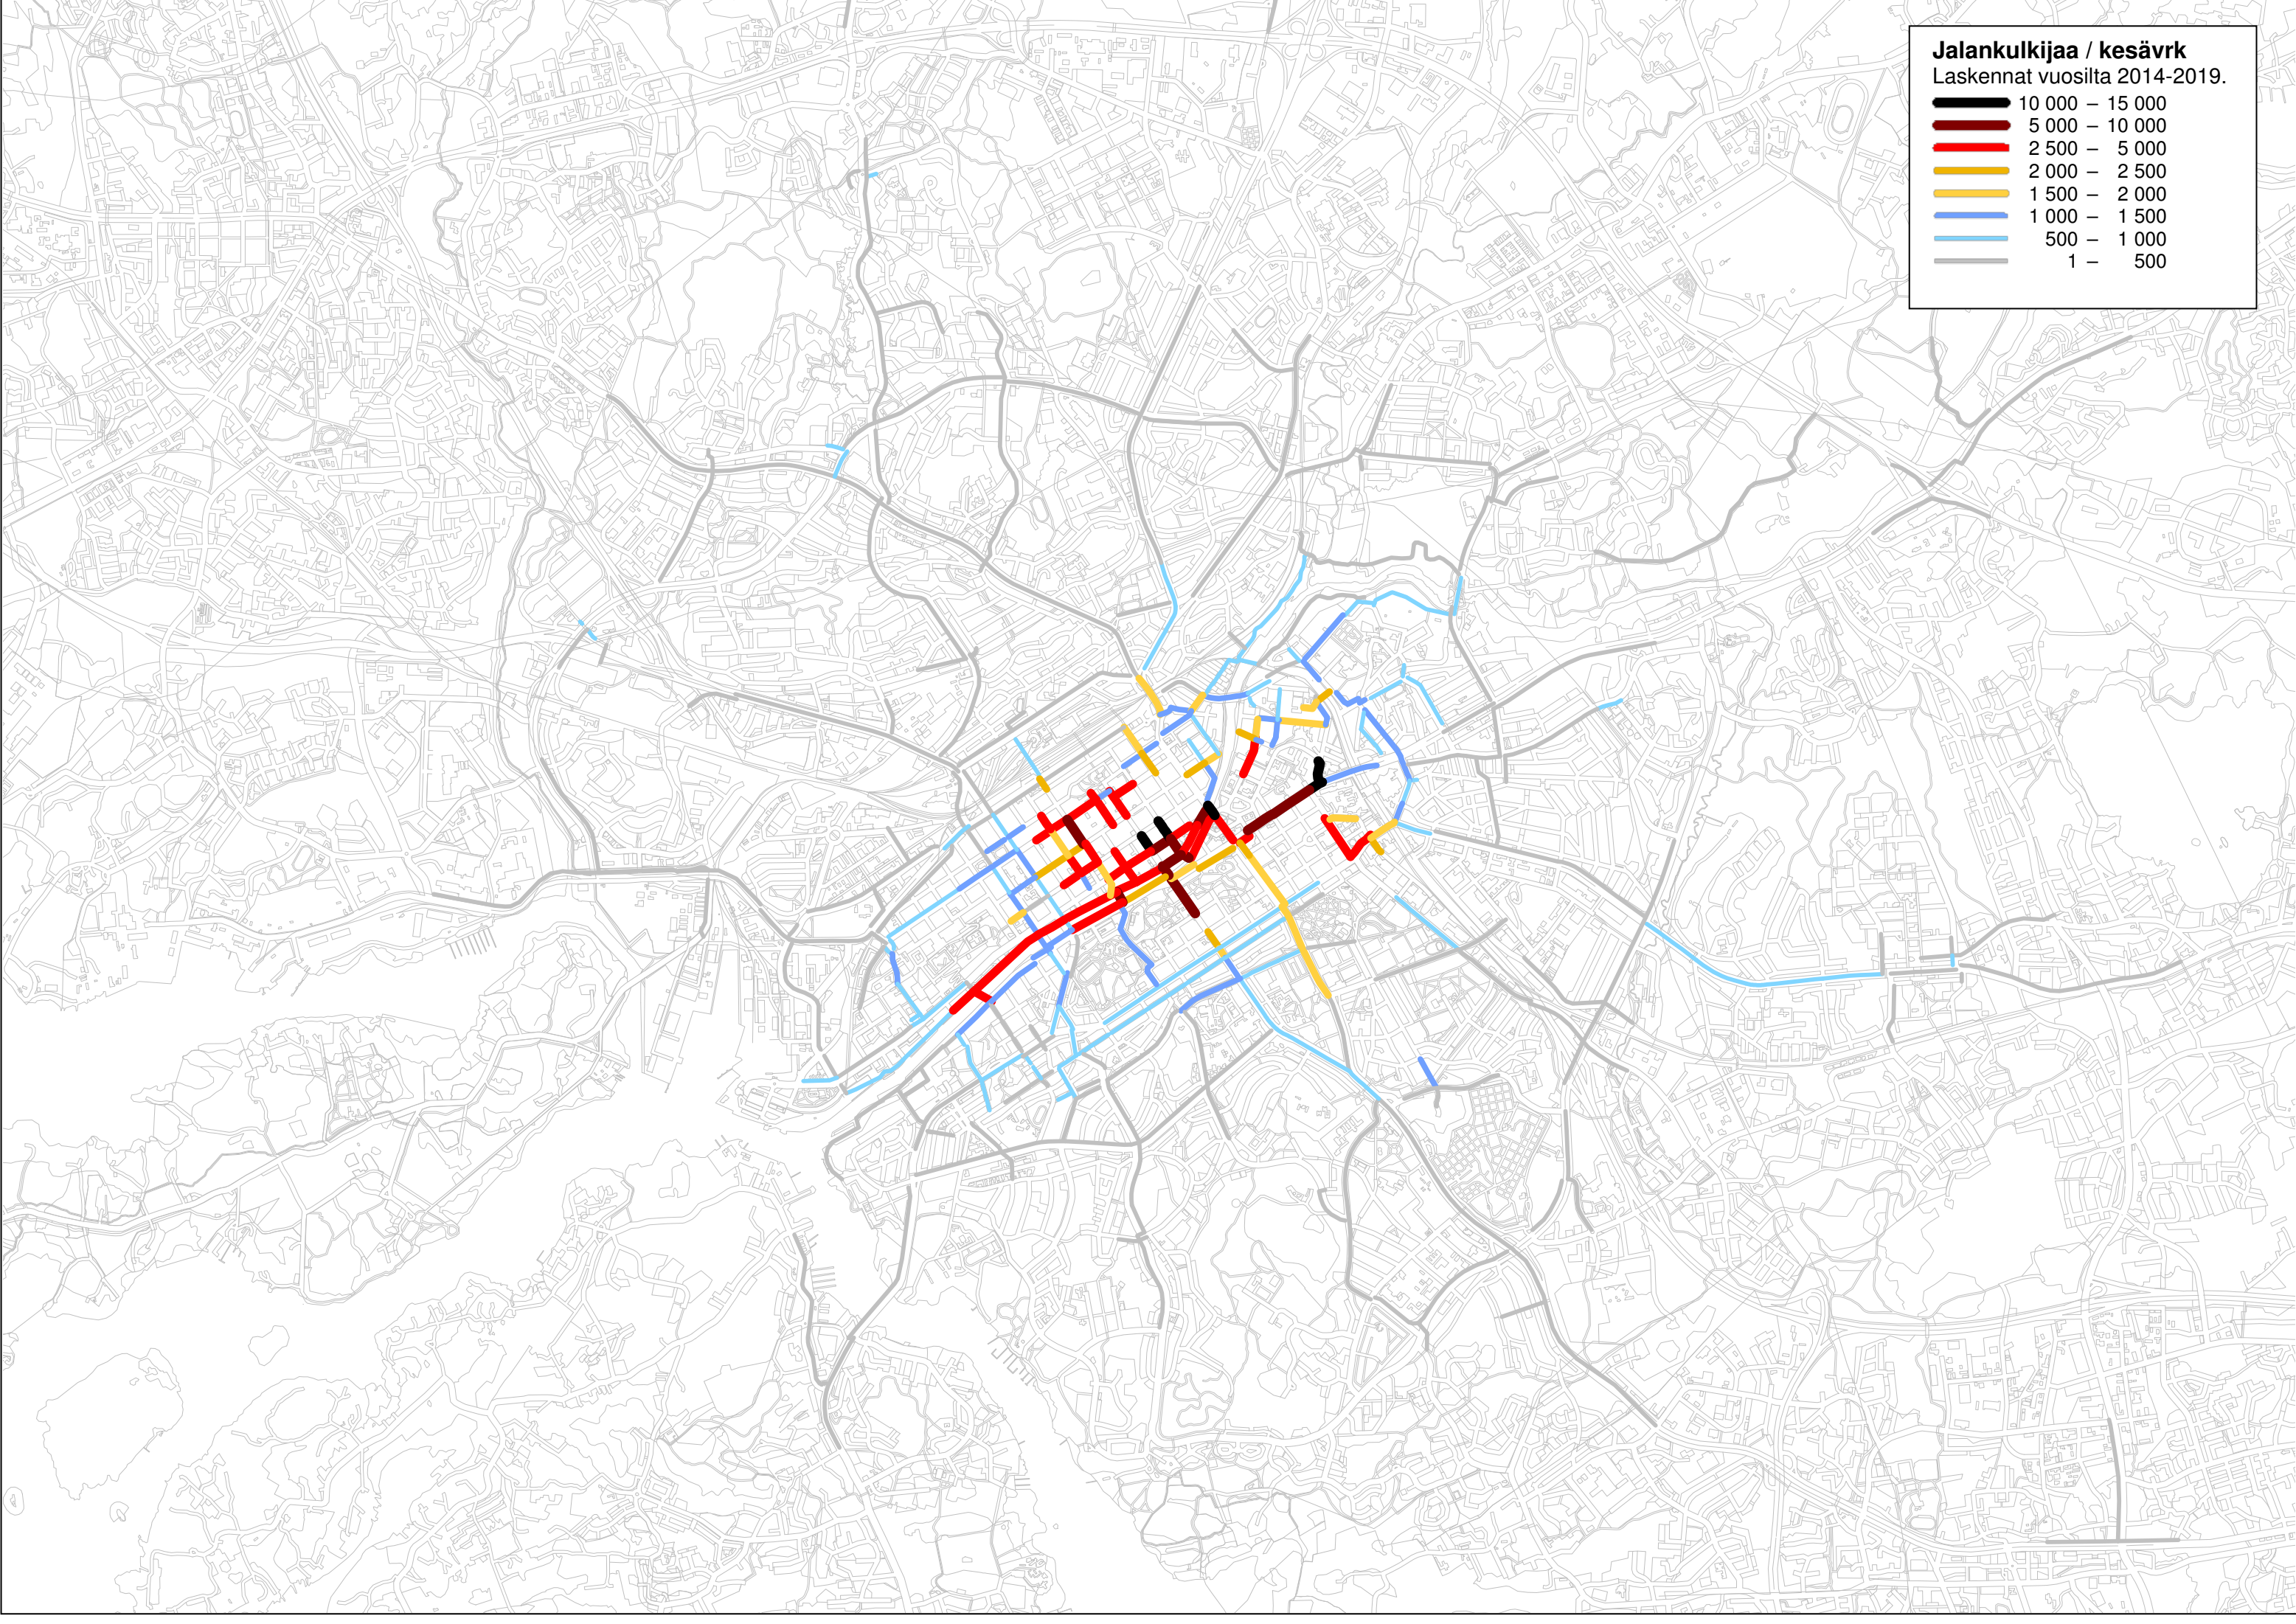 Jalankulkijaa / kesävrk
Laskennat vuosilta 2014-2019.
10 000 – 15 000
5 000 – 10 000
2 500 – 5 000
2 000 – 2 500
1 500 – 2 000
1 000 – 1 500
500 – 1 000
1 – 500